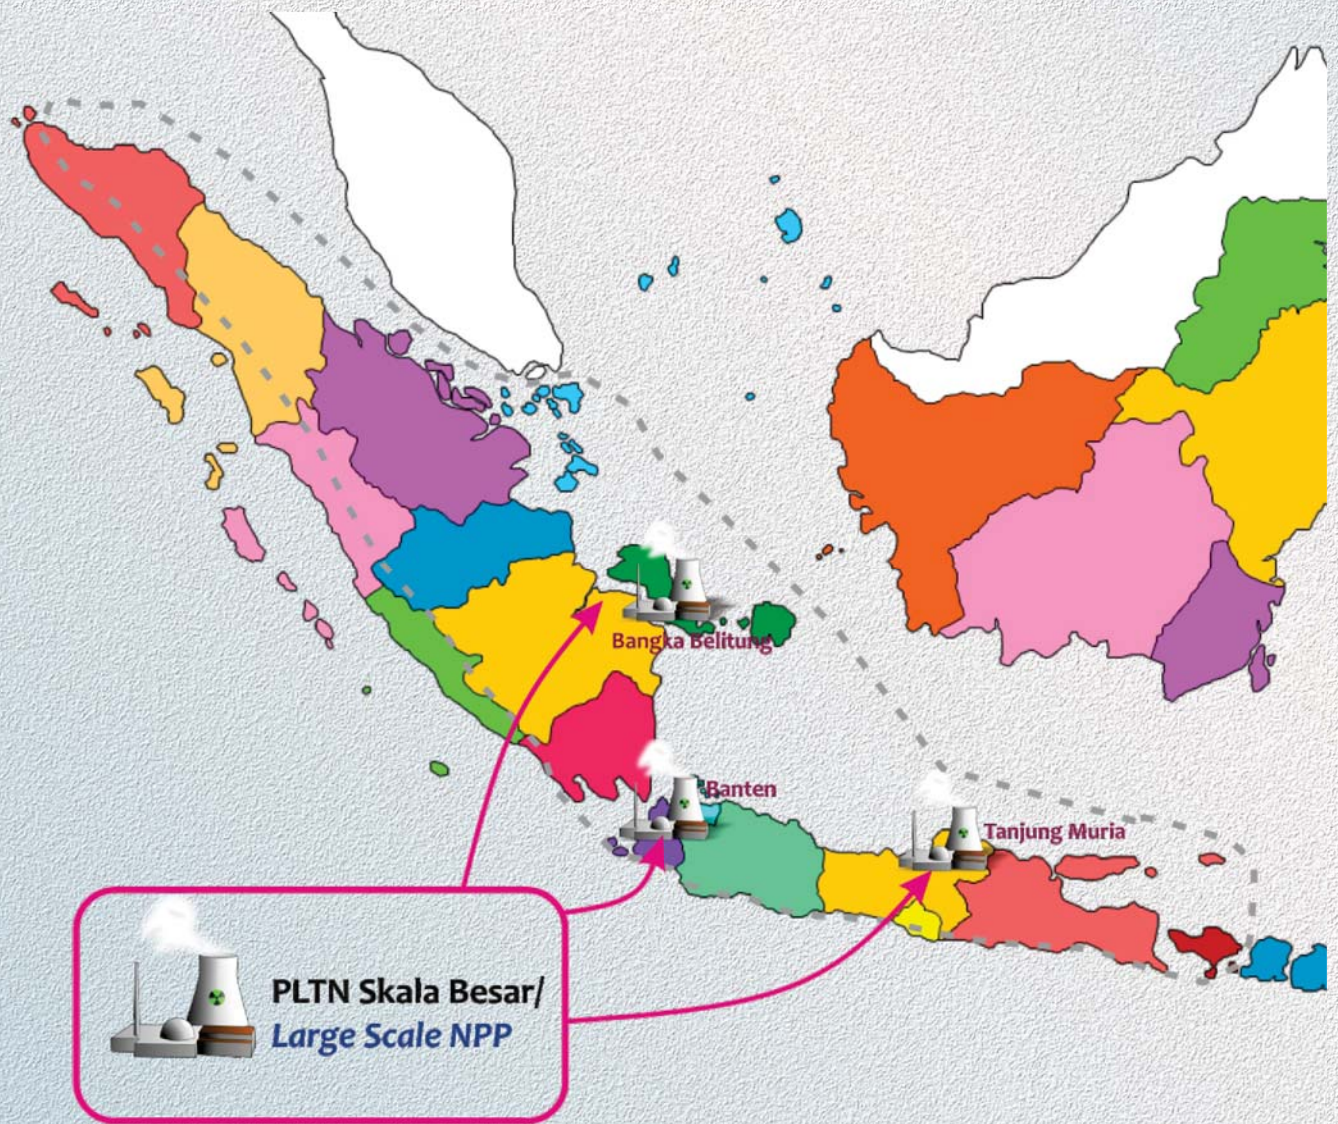 Bangka Belitung
Banten
Tanjung Muria
PLTN Skala Besar/
Large Scale NPP